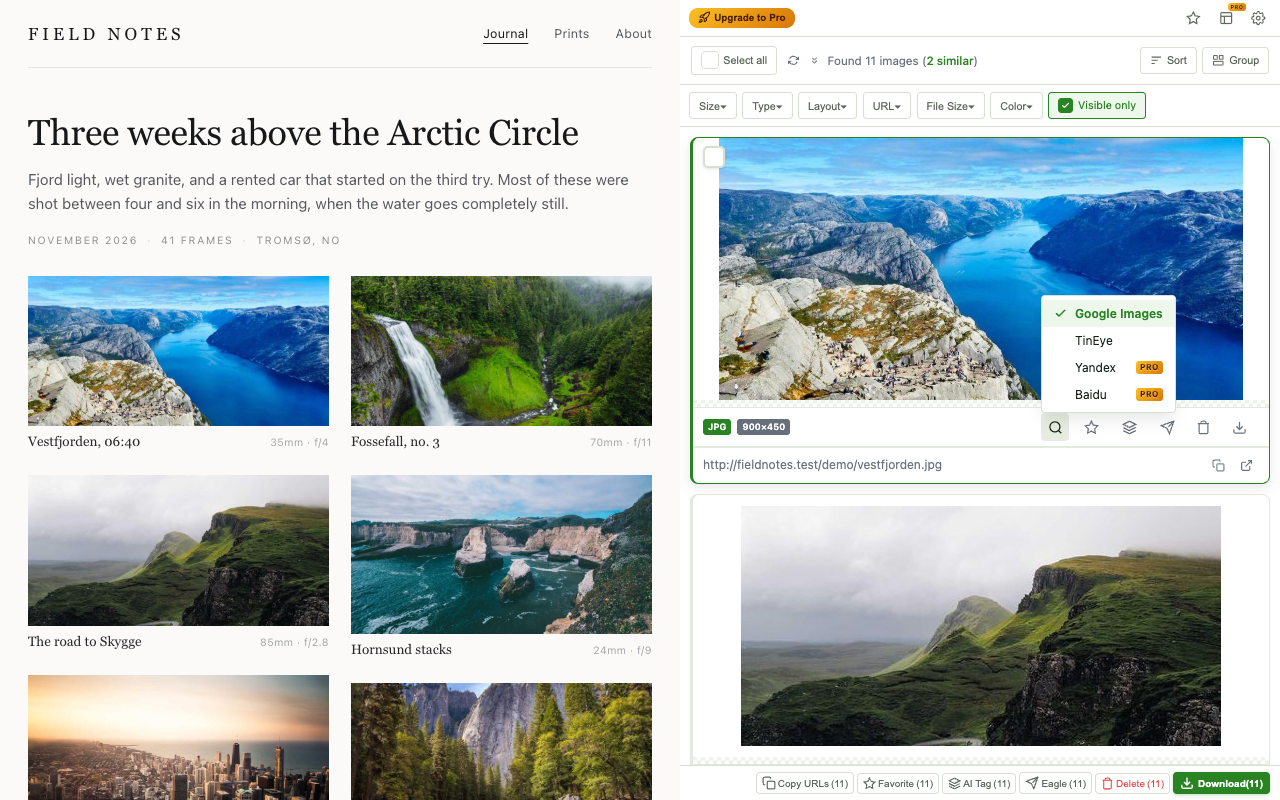 FIELD NOTES
Journal
Prints
About
Three weeks above the Arctic Circle
Fjord light, wet granite, and a rented car that started on the third try. Most of these were
shot between four and six in the morning, when the water goes completely still.
NOVEMBER 2026 · 41 FRAMES · TROMSØ, NO
Vestfjorden, 06:40
35mm · f/4
Fossefall, no. 3
70mm · f/11
The road to Skygge
85mm · f/2.8
Hornsund stacks
24mm · f/9
Upgrade to Pro
PRO
Select all
Found 11 images (2 similar)
Sort
Group
Size
Type
Layout
URL
File Size
Color
Visible only
Google Images
TinEye
Yandex PRO
Baidu PRO
JPG
900×450
http://fieldnotes.test/demo/vestfjorden.jpg
Copy URLs (11)
Favorite (11)
AI Tag (11)
Eagle (11)
Delete (11)
Download(11)